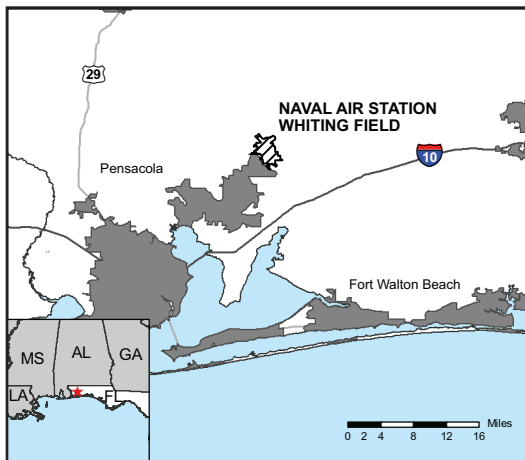 29
NAVAL AIR STATION
WHITING FIELD
10
Pensacola
Fort Walton Beach
MS
AL
GA
LA
FL
Miles
0 2 4 8 12 16